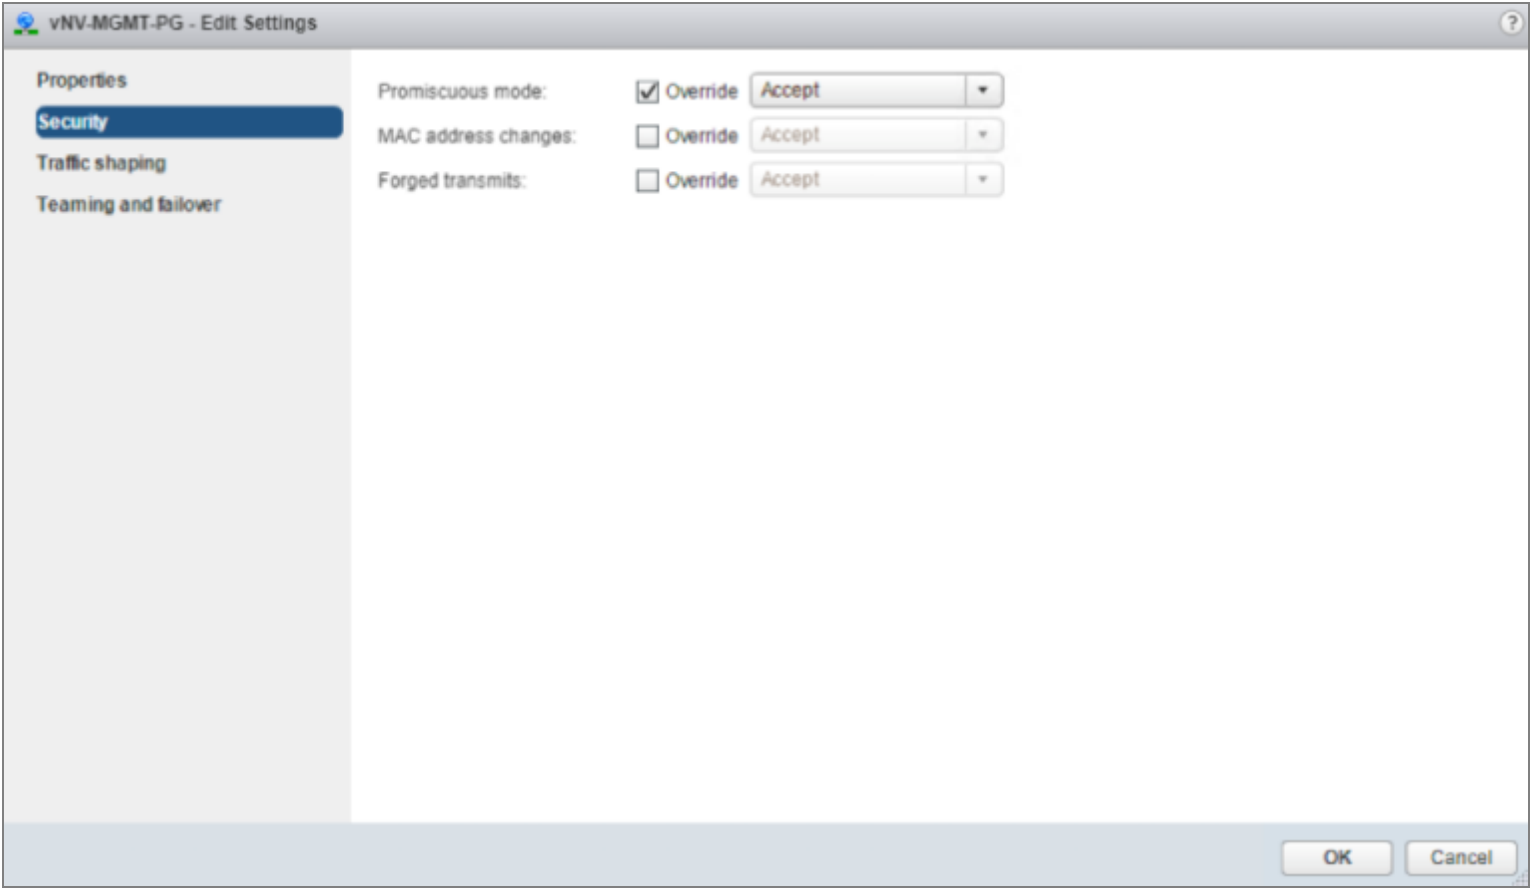 vNV-MGMT-PG - Edit Settings
?
Properties
Security
Traffic shaping
Teaming and failover
Promiscuous mode: Override Accept
MAC address changes: Override Accept
Forged transmits: Override Accept
OK Cancel